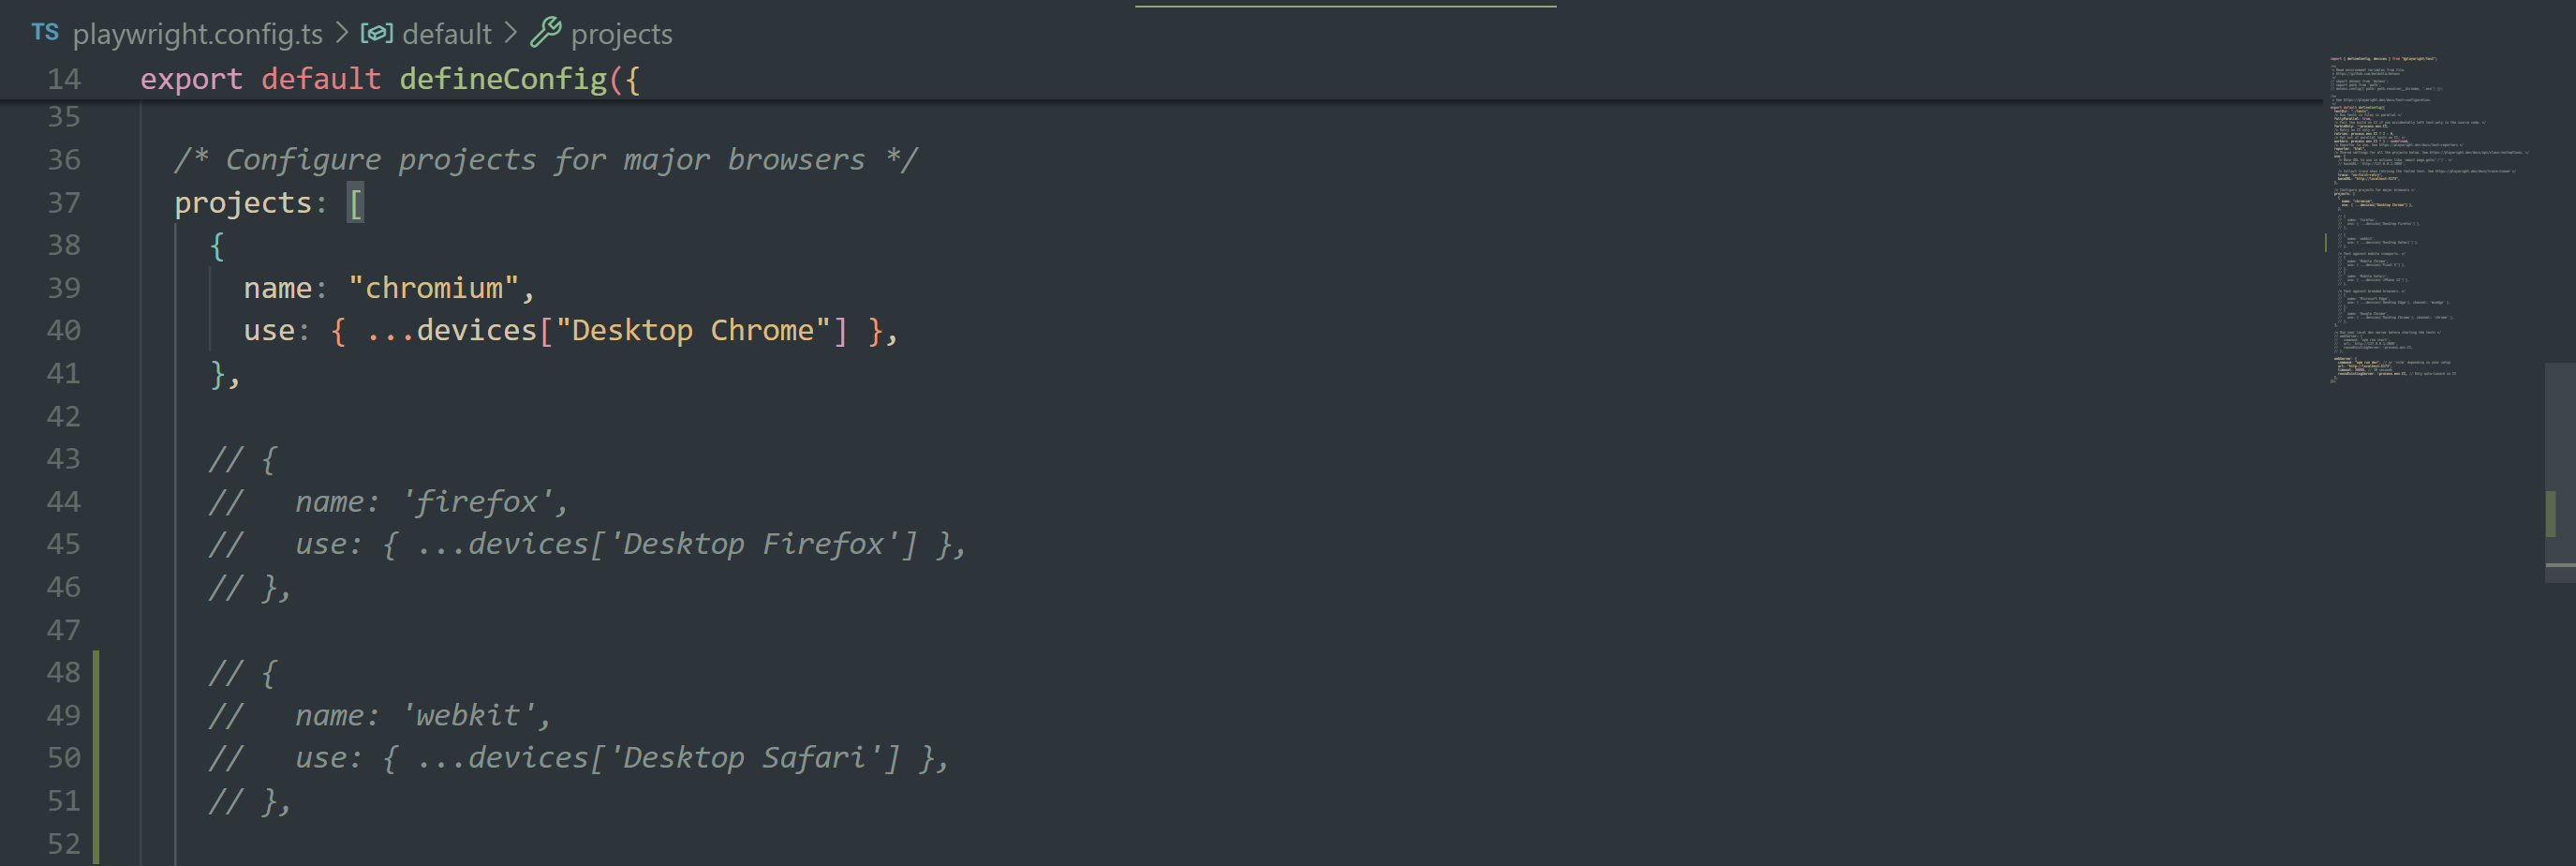 TS playwright.config.ts > default > projects
14 export default defineConfig({
35
36 /* Configure projects for major browsers */
37 projects: [
38 {
39 name: "chromium",
40 use: { ...devices["Desktop Chrome"] },
41 },
42
43 // {
44 //   name: 'firefox',
45 //   use: { ...devices['Desktop Firefox'] },
46 // },
47
48 // {
49 //   name: 'webkit',
50 //   use: { ...devices['Desktop Safari'] },
51 // },
52